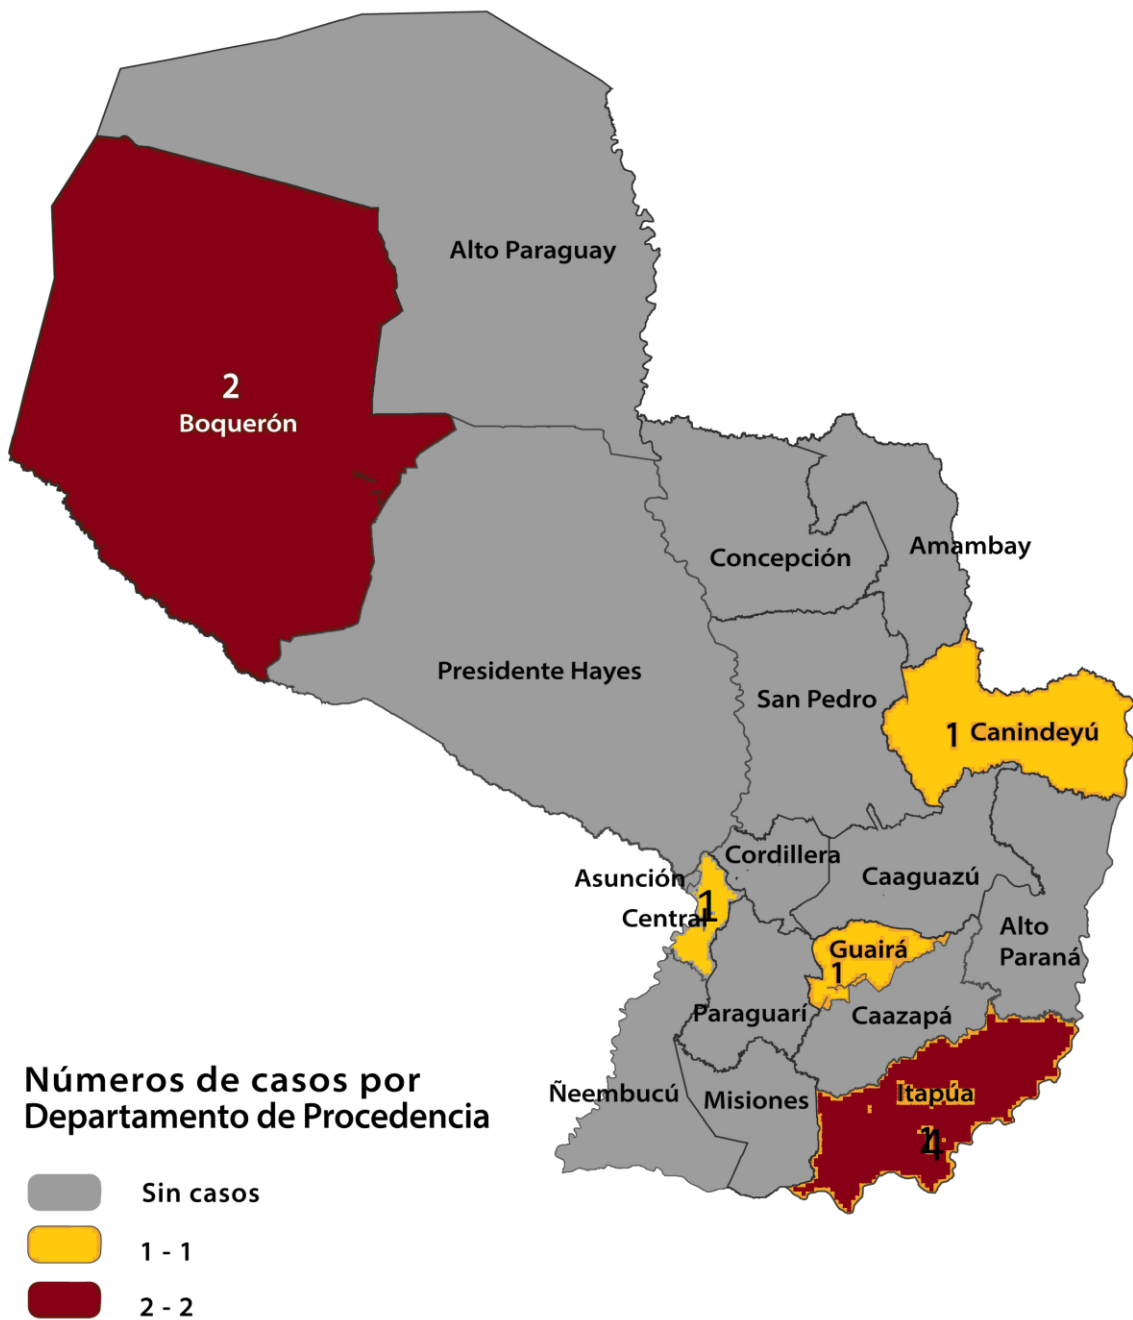 Alto Paraguay
2
Boquerón
Concepción
Amambay
Presidente Hayes
San Pedro
1 Canindeyú
Cordillera
Asunción
Caaguazú
1
Central
Alto
Paraná
Guairá
1
Paraguarí
Caazapá
Ñeembucú
Misiones
Itapúa
4
Números de casos por
Departamento de Procedencia
Sin casos
1 - 1
2 - 2